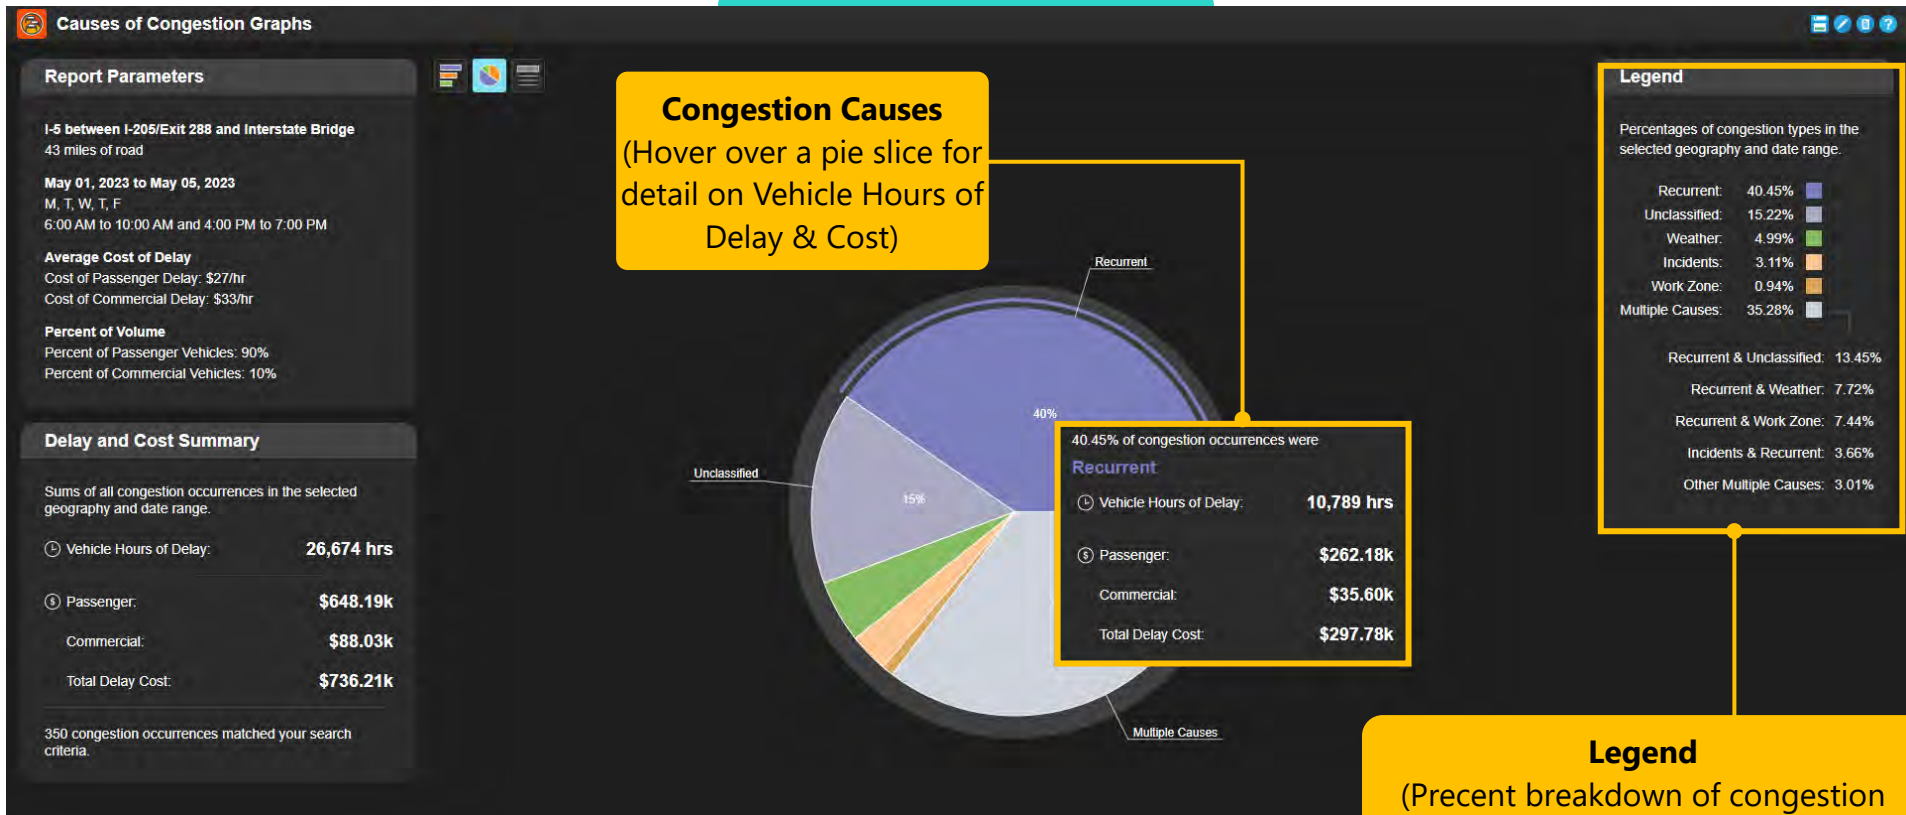 Causes of Congestion Graphs
Report Parameters
I-5 between I-205/Exit 288 and Interstate Bridge
43 miles of road
May 01, 2023 to May 05, 2023
M, T, W, T, F
6:00 AM to 10:00 AM and 4:00 PM to 7:00 PM
Average Cost of Delay
Cost of Passenger Delay: $27/hr
Cost of Commercial Delay: $33/hr
Percent of Volume
Percent of Passenger Vehicles: 90%
Percent of Commercial Vehicles: 10%
Delay and Cost Summary
Sums of all congestion occurrences in the selected
geography and date range.
Vehicle Hours of Delay: 26,674 hrs
Passenger: $648.19k
Commercial: $88.03k
Total Delay Cost: $736.21k
350 congestion occurrences matched your search
criteria.
Congestion Causes
(Hover over a pie slice for
detail on Vehicle Hours of
Delay & Cost)
Recurrent
40%
Unclassified
15%
Multiple Causes
40.45% of congestion occurrences were
Recurrent
Vehicle Hours of Delay: 10,789 hrs
Passenger: $262.18k
Commercial: $35.60k
Total Delay Cost: $297.78k
Legend
Percentages of congestion types in the
selected geography and date range.
Recurrent: 40.45%
Unclassified: 15.22%
Weather: 4.99%
Incidents: 3.11%
Work Zone: 0.94%
Multiple Causes: 35.28%
Recurrent & Unclassified: 13.45%
Recurrent & Weather: 7.72%
Recurrent & Work Zone: 7.44%
Incidents & Recurrent: 3.66%
Other Multiple Causes: 3.01%
Legend
(Precent breakdown of congestion